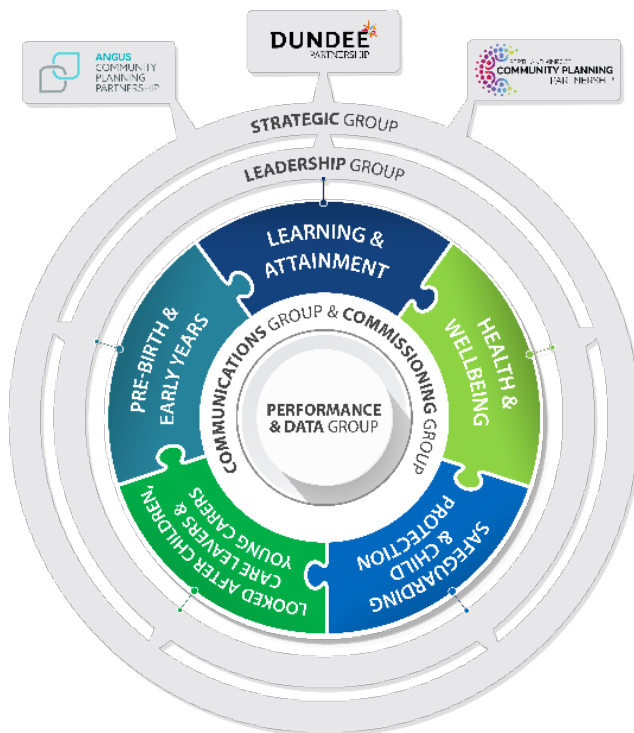 ANGUS
COMMUNITY
PLANNING
PARTNERSHIP
DUNDEE
PARTNERSHIP
COMMUNITY PLANNING
PARTNERSHIP
STRATEGIC GROUP
LEADERSHIP GROUP
LEARNING &
ATTAINMENT
HEALTH &
WELLBEING
SAFEGUARDING
& CHILD
PROTECTION
LOOKED AFTER CHILDREN,
CARE LEAVERS &
YOUNG CARERS
PRE-BIRTH &
EARLY YEARS
COMMUNICATIONS GROUP & COMMISSIONING GROUP
PERFORMANCE
& DATA GROUP